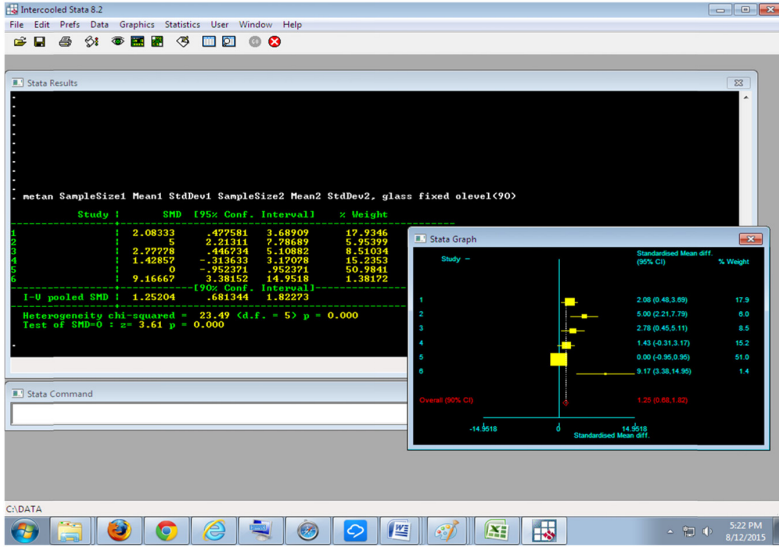 Intercooled Stata 8.2
File Edit Prefs Data Graphics Statistics User Window Help
Stata Results
. metan SampleSize1 Mean1 StdDev1 SampleSize2 Mean2 StdDev2, glass fixed olevel(90)
Study | SMD [95% Conf. Interval] % Weight
1 | 2.08333 .477581 3.68909 17.9346
2 | 5 2.21311 7.78689 5.95399
3 | 2.77778 .446734 5.10882 8.51034
4 | 1.42857 -.313633 3.17078 15.2353
5 | 0 -.952371 .952371 50.9841
6 | 9.16667 3.38152 14.9518 1.38172
[90% Conf. Interval]
I-V pooled SMD | 1.25204 .681344 1.82273
Heterogeneity chi-squared = 23.49 (d.f. = 5) p = 0.000
Test of SMD=0 : z= 3.61 p = 0.000
.
Stata Command
Stata Graph
Study
Standardised Mean diff.
(95% CI) % Weight
1 2.08 (0.48,3.69) 17.9
2 5.00 (2.21,7.79) 6.0
3 2.78 (0.45,5.11) 8.5
4 1.43 (-0.31,3.17) 15.2
5 0.00 (-0.95,0.95) 51.0
6 9.17 (3.38,14.95) 1.4
Overall (90% CI) 1.25 (0.68,1.82)
-14.9518 0 14.9518
Standardised Mean diff.
C:\DATA
5:22 PM
8/12/2015